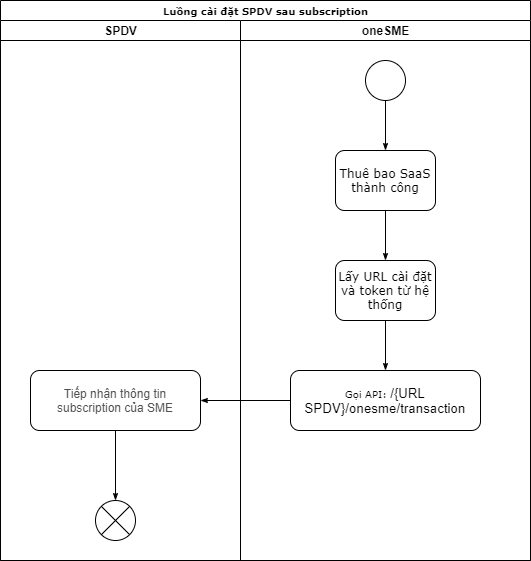 Luồng cài đặt SPDV sau subscription
SPDV
oneSME
Thuê bao SaaS
thành công
Lấy URL cài đặt
và token từ hệ
thống
Gọi API: /{URL
SPDV}/onesme/transaction
Tiếp nhận thông tin
subscription của SME